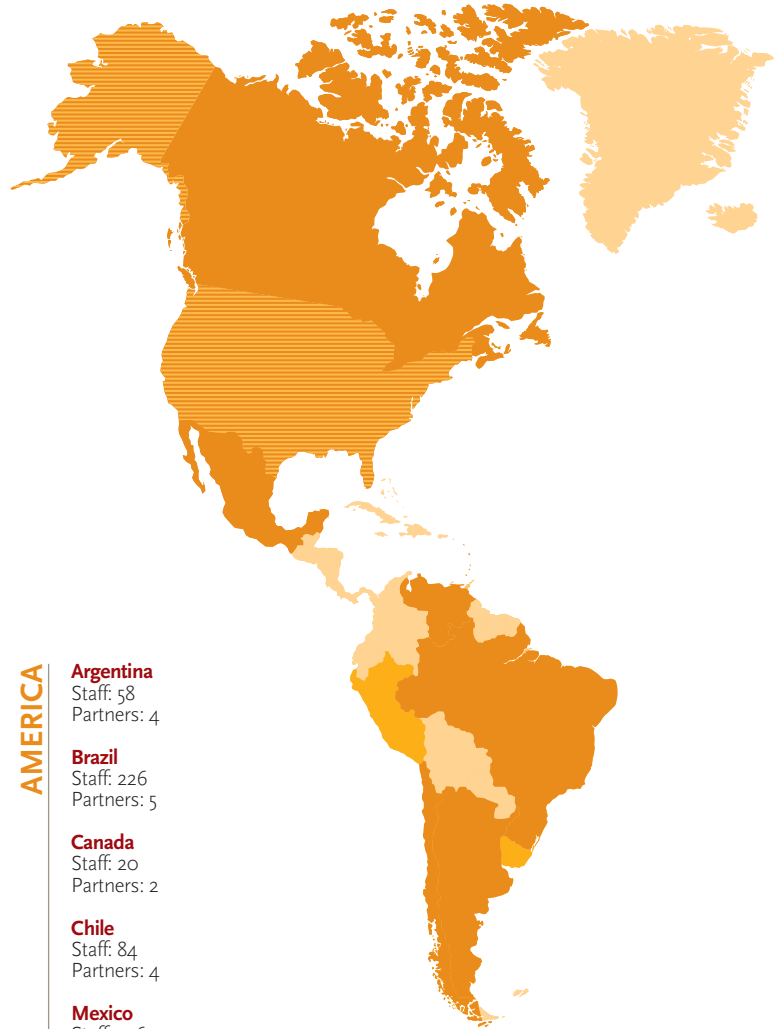 AMERICA
Argentina
Staff: 58
Partners: 4
Brazil
Staff: 226
Partners: 5
Canada
Staff: 20
Partners: 2
Chile
Staff: 84
Partners: 4
Mexico